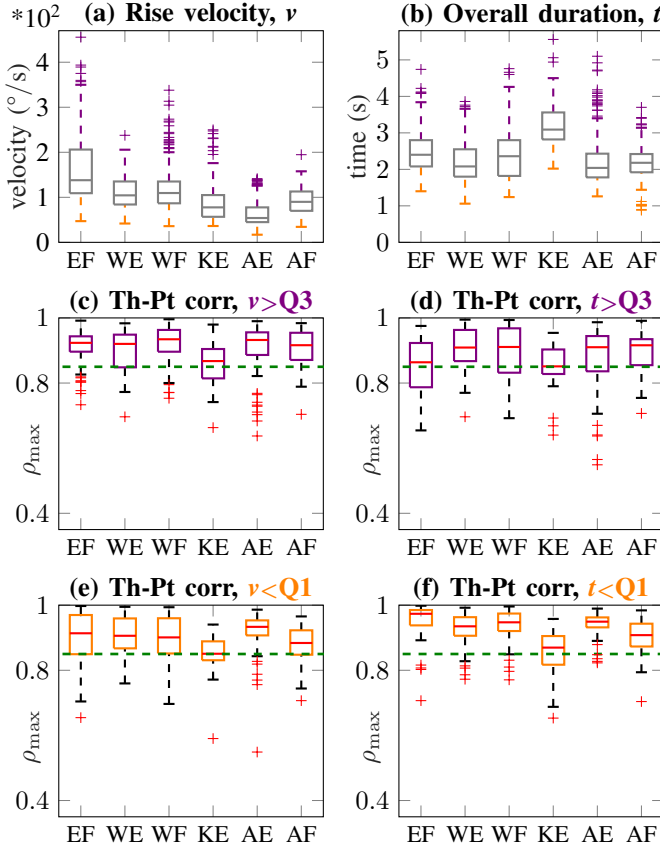 *10² (a) Rise velocity, v
velocity (°/s)
4
2
1
0
EF WE WF KE AE AF
(b) Overall duration, t
time (s)
5
4
3
2
1
0
EF WE WF KE AE AF
(c) Th-Pt corr, v>Q3
ρmax
1
0.8
0.4
EF WE WF KE AE AF
(d) Th-Pt corr, t>Q3
1
0.8
0.4
EF WE WF KE AE AF
(e) Th-Pt corr, v<Q1
ρmax
1
0.8
0.4
EF WE WF KE AE AF
(f) Th-Pt corr, t<Q1
1
0.8
0.4
EF WE WF KE AE AF